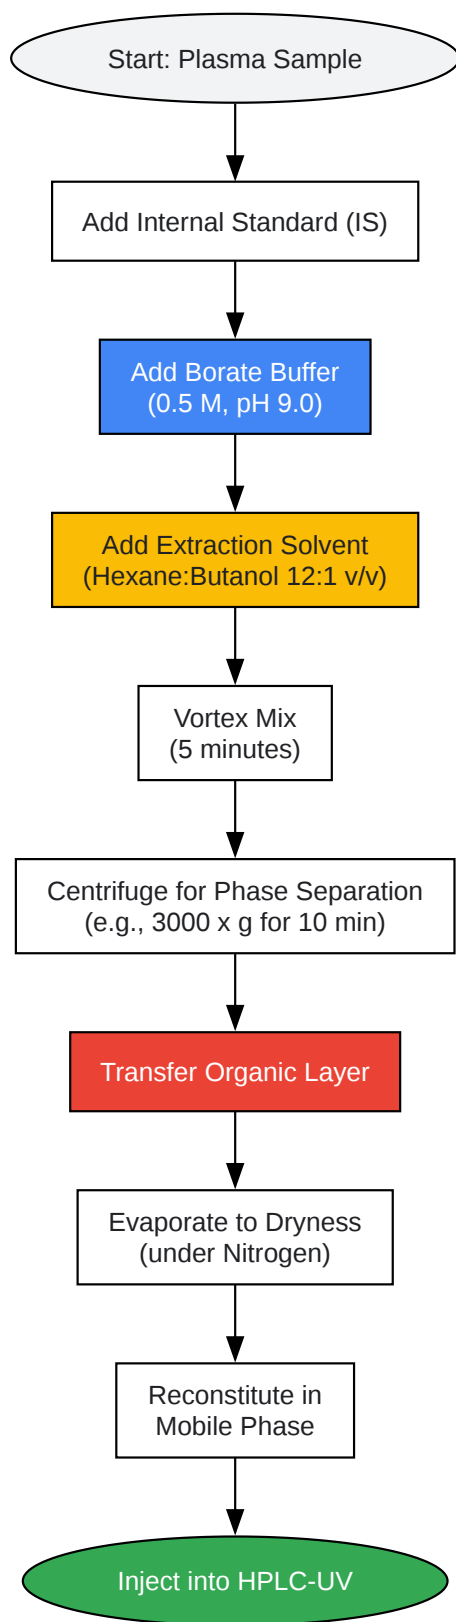 Start: Plasma Sample
Add Internal Standard (IS)
Add Borate Buffer
(0.5 M, pH 9.0)
Add Extraction Solvent
(Hexane:Butanol 12:1 v/v)
Vortex Mix
(5 minutes)
Centrifuge for Phase Separation
(e.g., 3000 x g for 10 min)
Transfer Organic Layer
Evaporate to Dryness
(under Nitrogen)
Reconstitute in
Mobile Phase
Inject into HPLC-UV